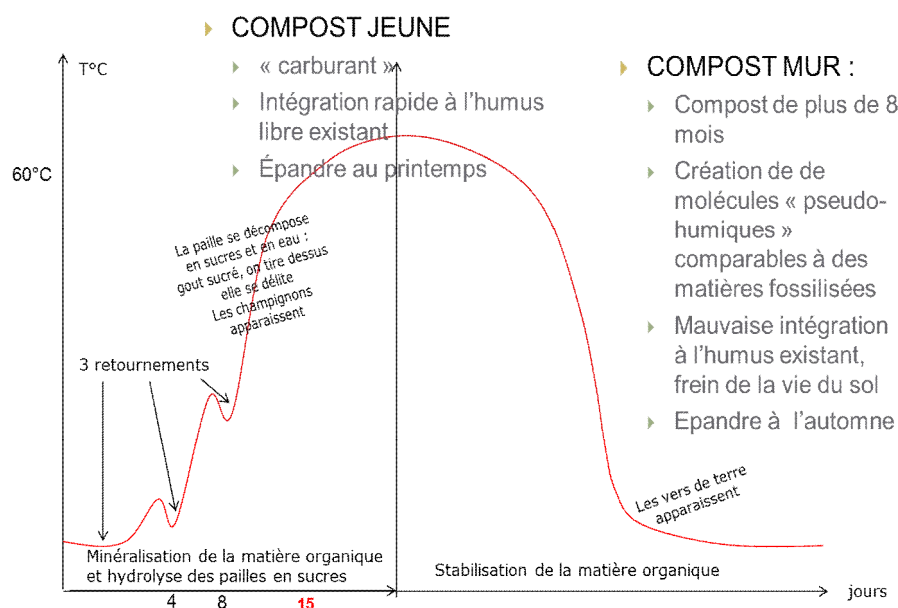 COMPOST JEUNE
« carburant »
Intégration rapide à l'humus
libre existant
Épandre au printemps
COMPOST MUR :
Compost de plus de 8
mois
Création de de
molécules « pseudo-
humiques »
comparables à des
matières fossilisées
Mauvaise intégration
à l'humus existant,
frein de la vie du sol
Epandre à l'automne
T°C
60°C
La paille se décompose
en sucres et en eau :
gout sucré, on tire dessus
elle se délite
Les champignons
apparaissent
3 retournements
Les vers de terre
apparaissent
Minéralisation de la matière organique
et hydrolyse des pailles en sucres
Stabilisation de la matière organique
jours
4 8 15